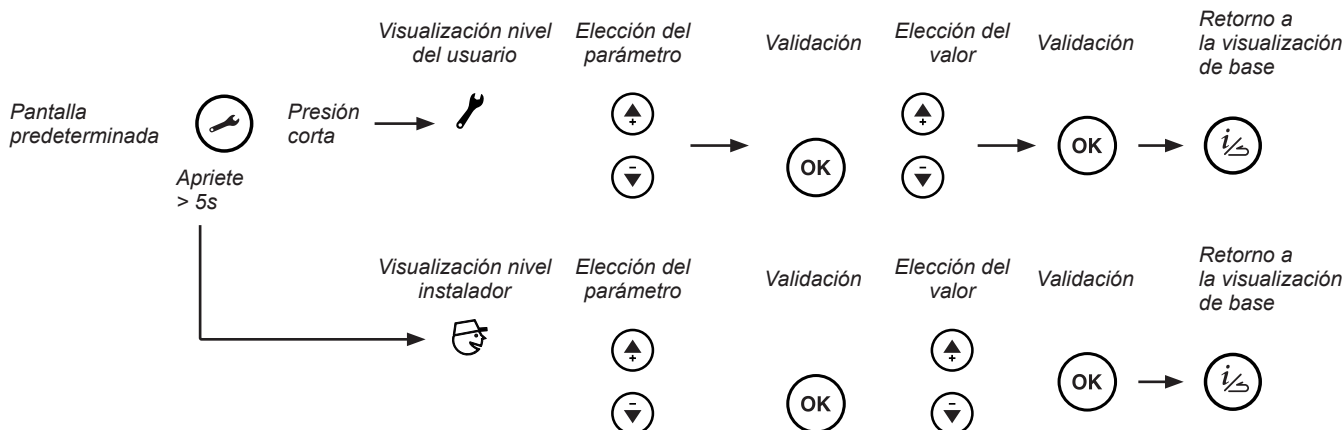 Visualización nivel
del usuario
Elección del
parámetro
Validación
Elección del
valor
Validación
Retorno a
la visualización
de base
Pantalla
predeterminada
Presión
corta
+
-
OK
+
-
OK
i
Apriete
> 5s
Visualización nivel
instalador
Elección del
parámetro
Validación
Elección del
valor
Validación
Retorno a
la visualización
de base
+
-
OK
+
-
OK
i